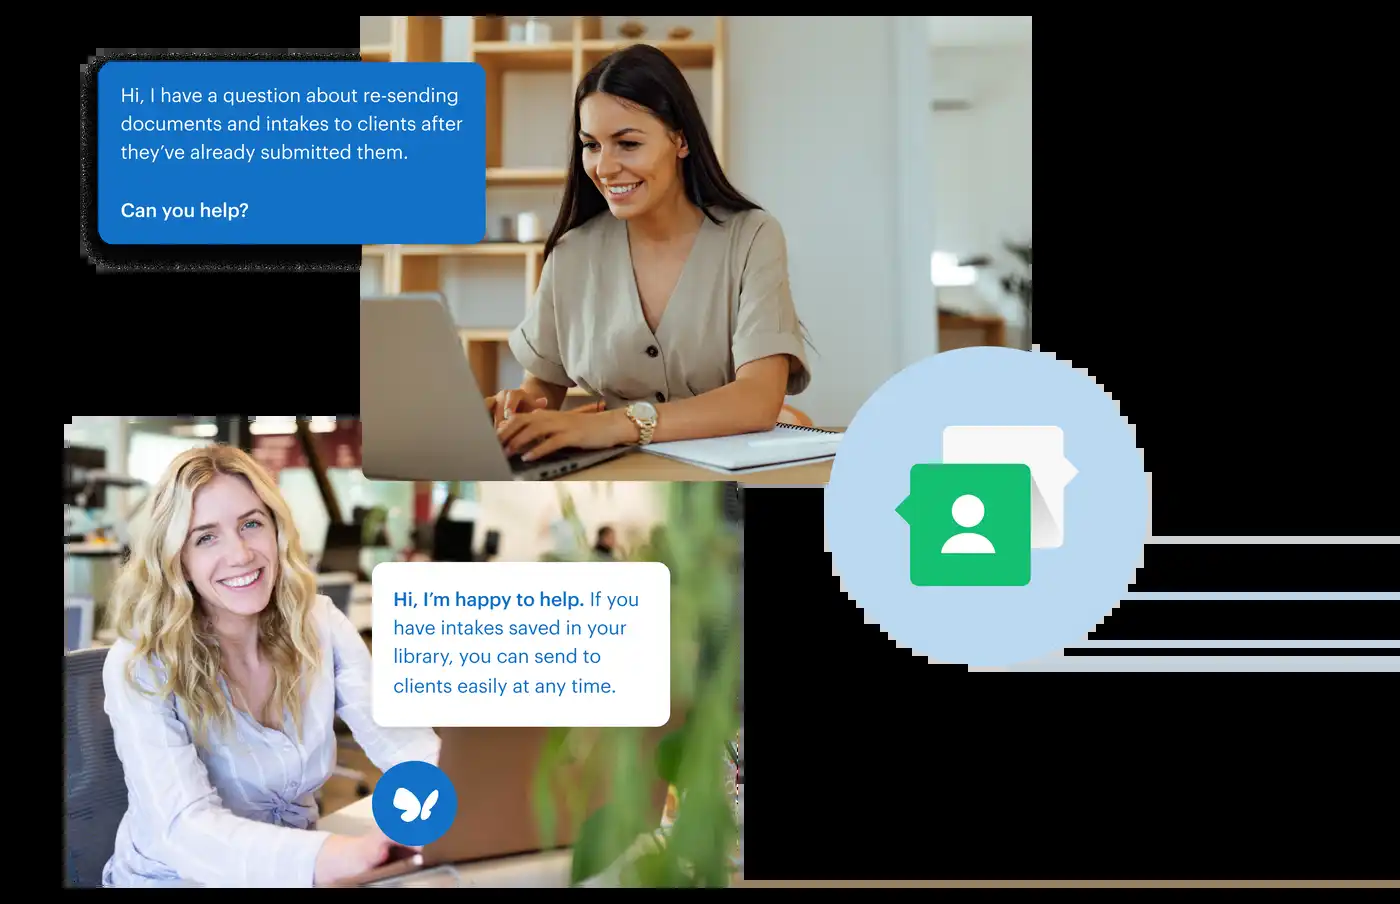 Hi, I have a question about re-sending
documents and intakes to clients after
they’ve already submitted them.
Can you help?
Hi, I’m happy to help. If you
have intakes saved in your
library, you can send to
clients easily at any time.